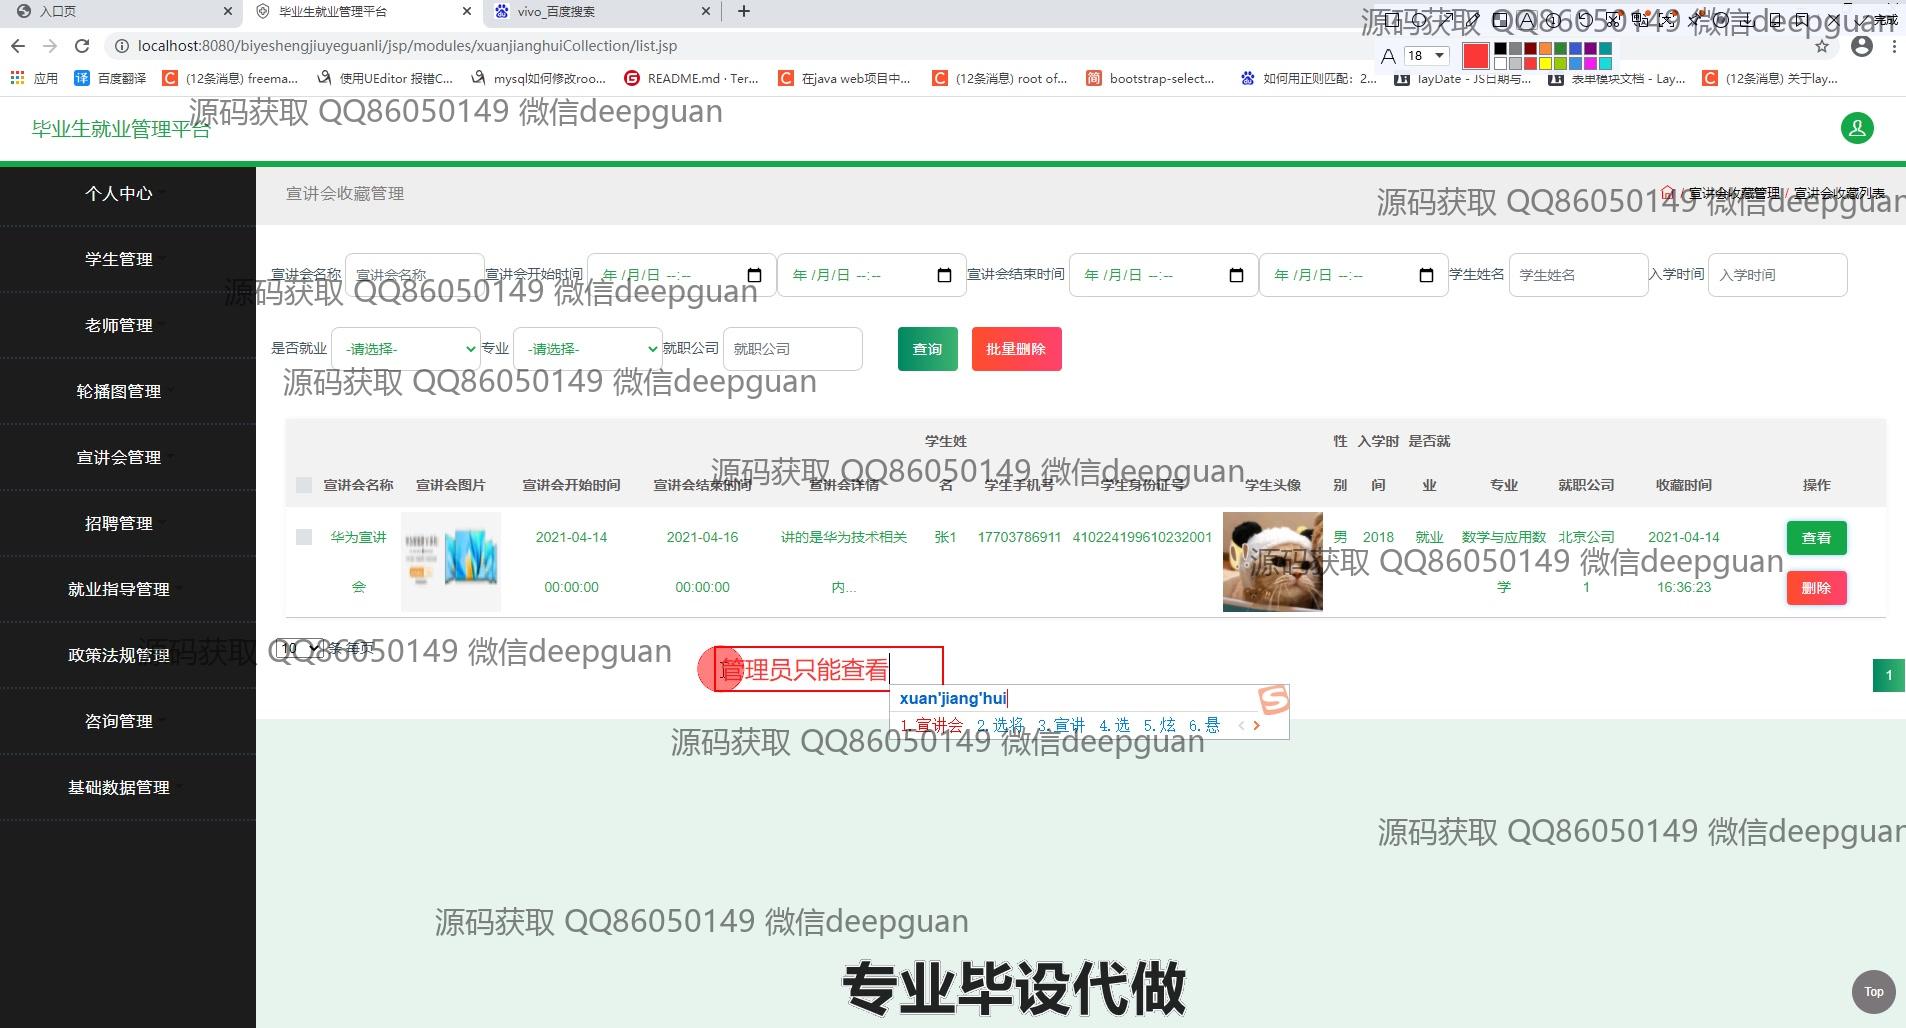 入口页
毕业生就业管理平台
vivo_百度搜索
localhost:8080/biyeshengjiuyeguanli/jsp/modules/xuanjianghuiCollection/list.jsp
18
完成
应用
百度翻译
(12条消息) freema...
使用UEditor 报错C...
mysql如何修改roo...
README.md · Ter...
在java web项目中...
(12条消息) root of...
bootstrap-select...
如何用正则匹配：2...
layDate - JS日期与...
表单模块文档 - Lay...
(12条消息) 关于lay...
源码获取 QQ86050149 微信deepguan
源码获取 QQ86050149 微信deepguan
毕业生就业管理平台
个人中心
学生管理
老师管理
轮播图管理
宣讲会管理
招聘管理
就业指导管理
政策法规管理
咨询管理
基础数据管理
宣讲会收藏管理
/ 宣讲会收藏管理 / 宣讲会收藏列表
源码获取 QQ86050149 微信deepguan
宣讲会名称 宣讲会名称 宣讲会开始时间 年 /月/日 --:-- 年 /月/日 --:-- 宣讲会结束时间 年 /月/日 --:-- 年 /月/日 --:-- 学生姓名 学生姓名 入学时间 入学时间
源码获取 QQ86050149 微信deepguan
是否就业 -请选择- 专业 -请选择- 就职公司 就职公司 查询 批量删除
源码获取 QQ86050149 微信deepguan
学生姓 性 入学时 是否就
源码获取 QQ86050149 微信deepguan
宣讲会名称 宣讲会图片 宣讲会开始时间 宣讲会结束时间 宣讲会详情 名 学生手机号 学生身份证号 学生头像 别 间 业 专业 就职公司 收藏时间 操作
华为宣讲 2021-04-14 2021-04-16 讲的是华为技术相关 张1 17703786911 410224199610232001 男 2018 就业 数学与应用数 北京公司 2021-04-14 查看
源码获取 QQ86050149 微信deepguan
会 00:00:00 00:00:00 内... 学 1 16:36:23 删除
10 条 每页
源码获取 QQ86050149 微信deepguan
管理员只能查看
1
xuan'jiang'hui
1.宣讲会 2.选将 3.宣讲 4.选 5.炫 6.悬
源码获取 QQ86050149 微信deepguan
源码获取 QQ86050149 微信deepguan
源码获取 QQ86050149 微信deepguan
专业毕设代做
Top